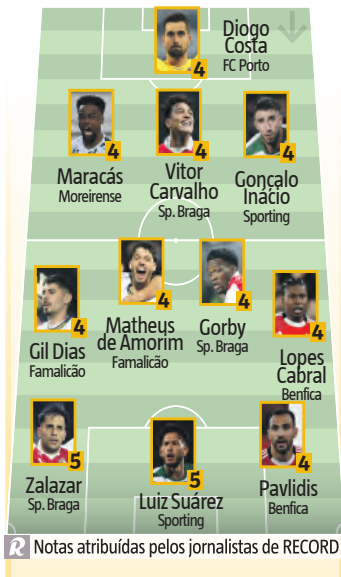 Diogo
Costa
FC Porto
4
4
4
4
Maracás
Moreirense
Vitor
Carvalho
Sp. Braga
Gonçalo
Inácio
Sporting
4
4
4
4
Gil Dias
Famalicão
Matheus
de Amorim
Famalicão
Gorby
Sp. Braga
Lopes
Cabral
Benfica
5
5
4
Zalazar
Sp. Braga
Luiz Suárez
Sporting
Pavlidis
Benfica
R Notas atribuídas pelos jornalistas de RECORD